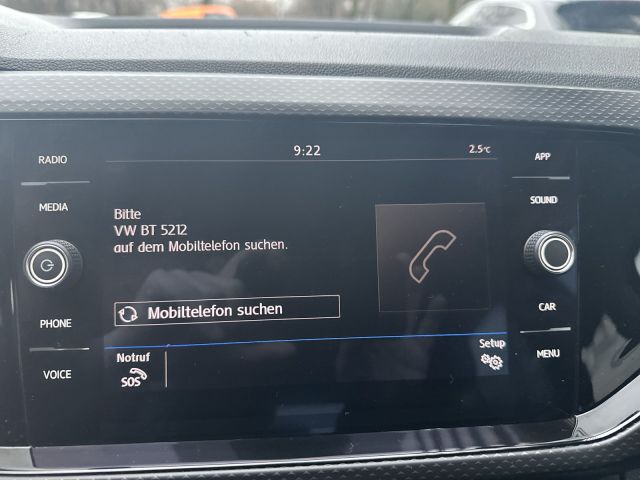 9:22
2.5°C
RADIO
MEDIA
PHONE
VOICE
Bitte
VW BT 5212
auf dem Mobiltelefon suchen.
Mobiltelefon suchen
Notruf
SOS
Setup
APP
SOUND
CAR
MENU